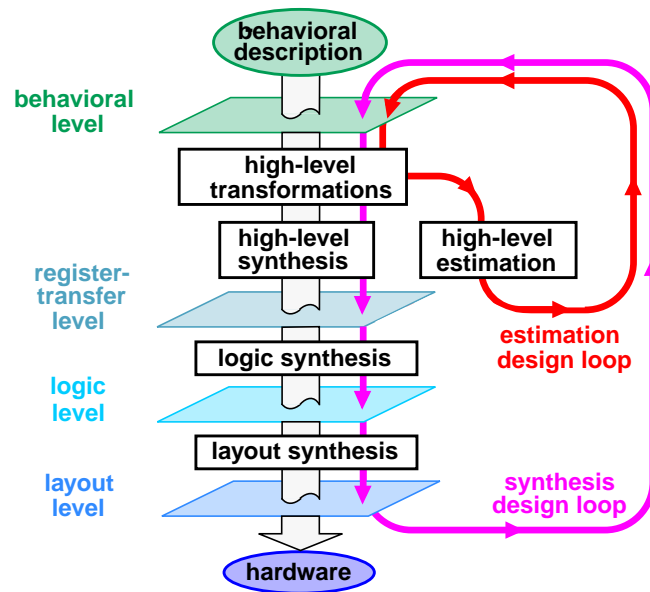 behavioral
description
behavioral
level
high-level
transformations
high-level
synthesis
high-level
estimation
register-
transfer
level
estimation
design loop
logic synthesis
logic
level
layout synthesis
layout
level
synthesis
design loop
hardware